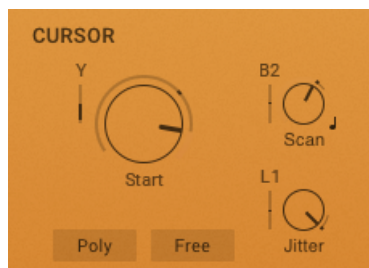 CURSOR
Y
B2
Scan
Start
L1
Jitter
Poly Free